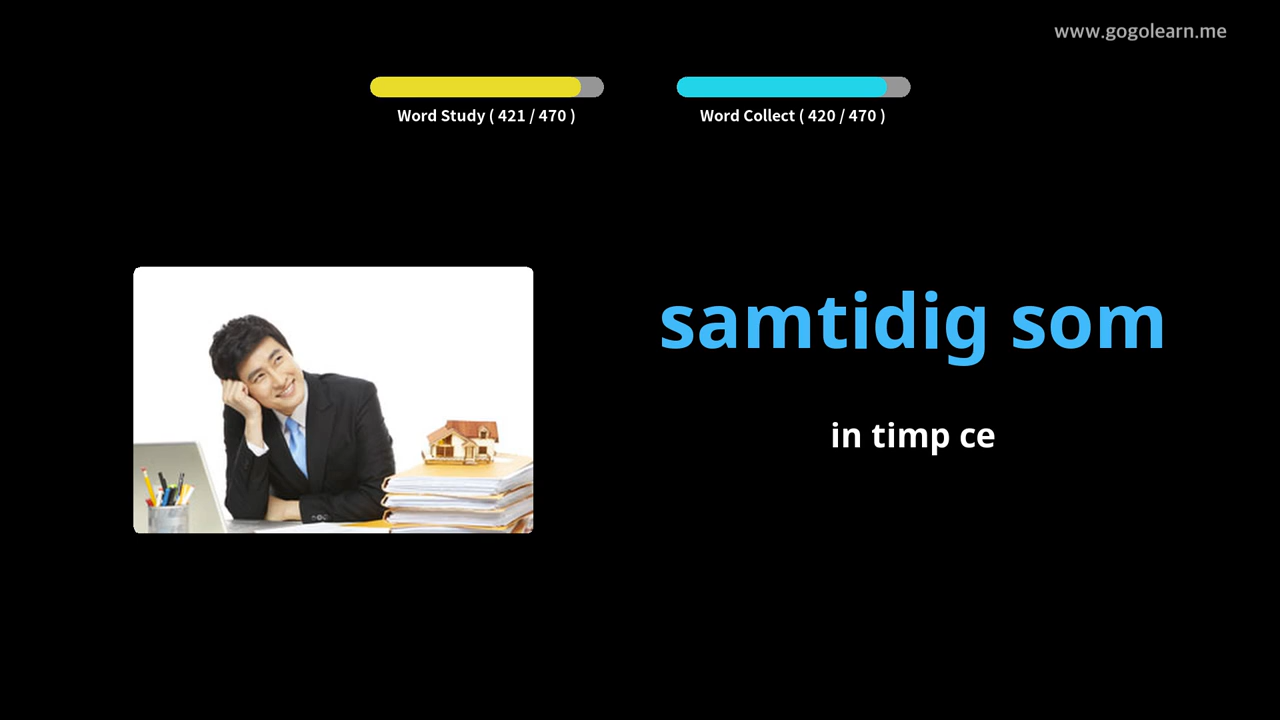 www.gogolearn.me
Word Study ( 421 / 470 )
Word Collect ( 420 / 470 )
samtidig som
in timp ce